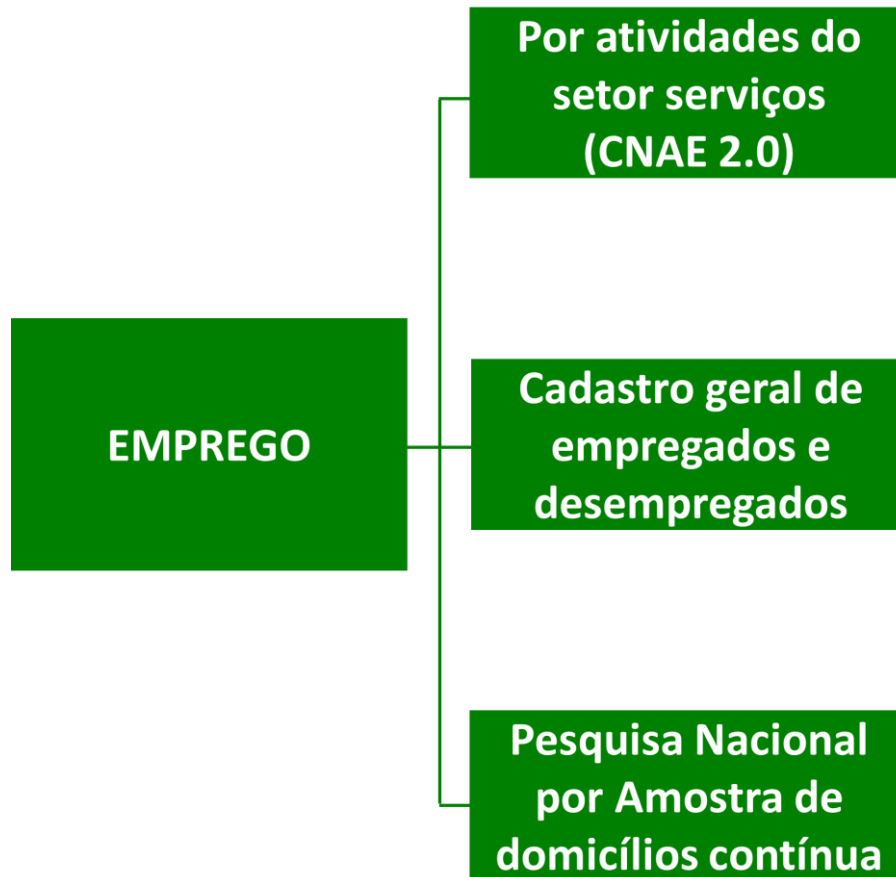 Por atividades do
setor serviços
(CNAE 2.0)
EMPREGO
Cadastro geral de
empregados e
desempregados
Pesquisa Nacional
por Amostra de
domicílios contínua